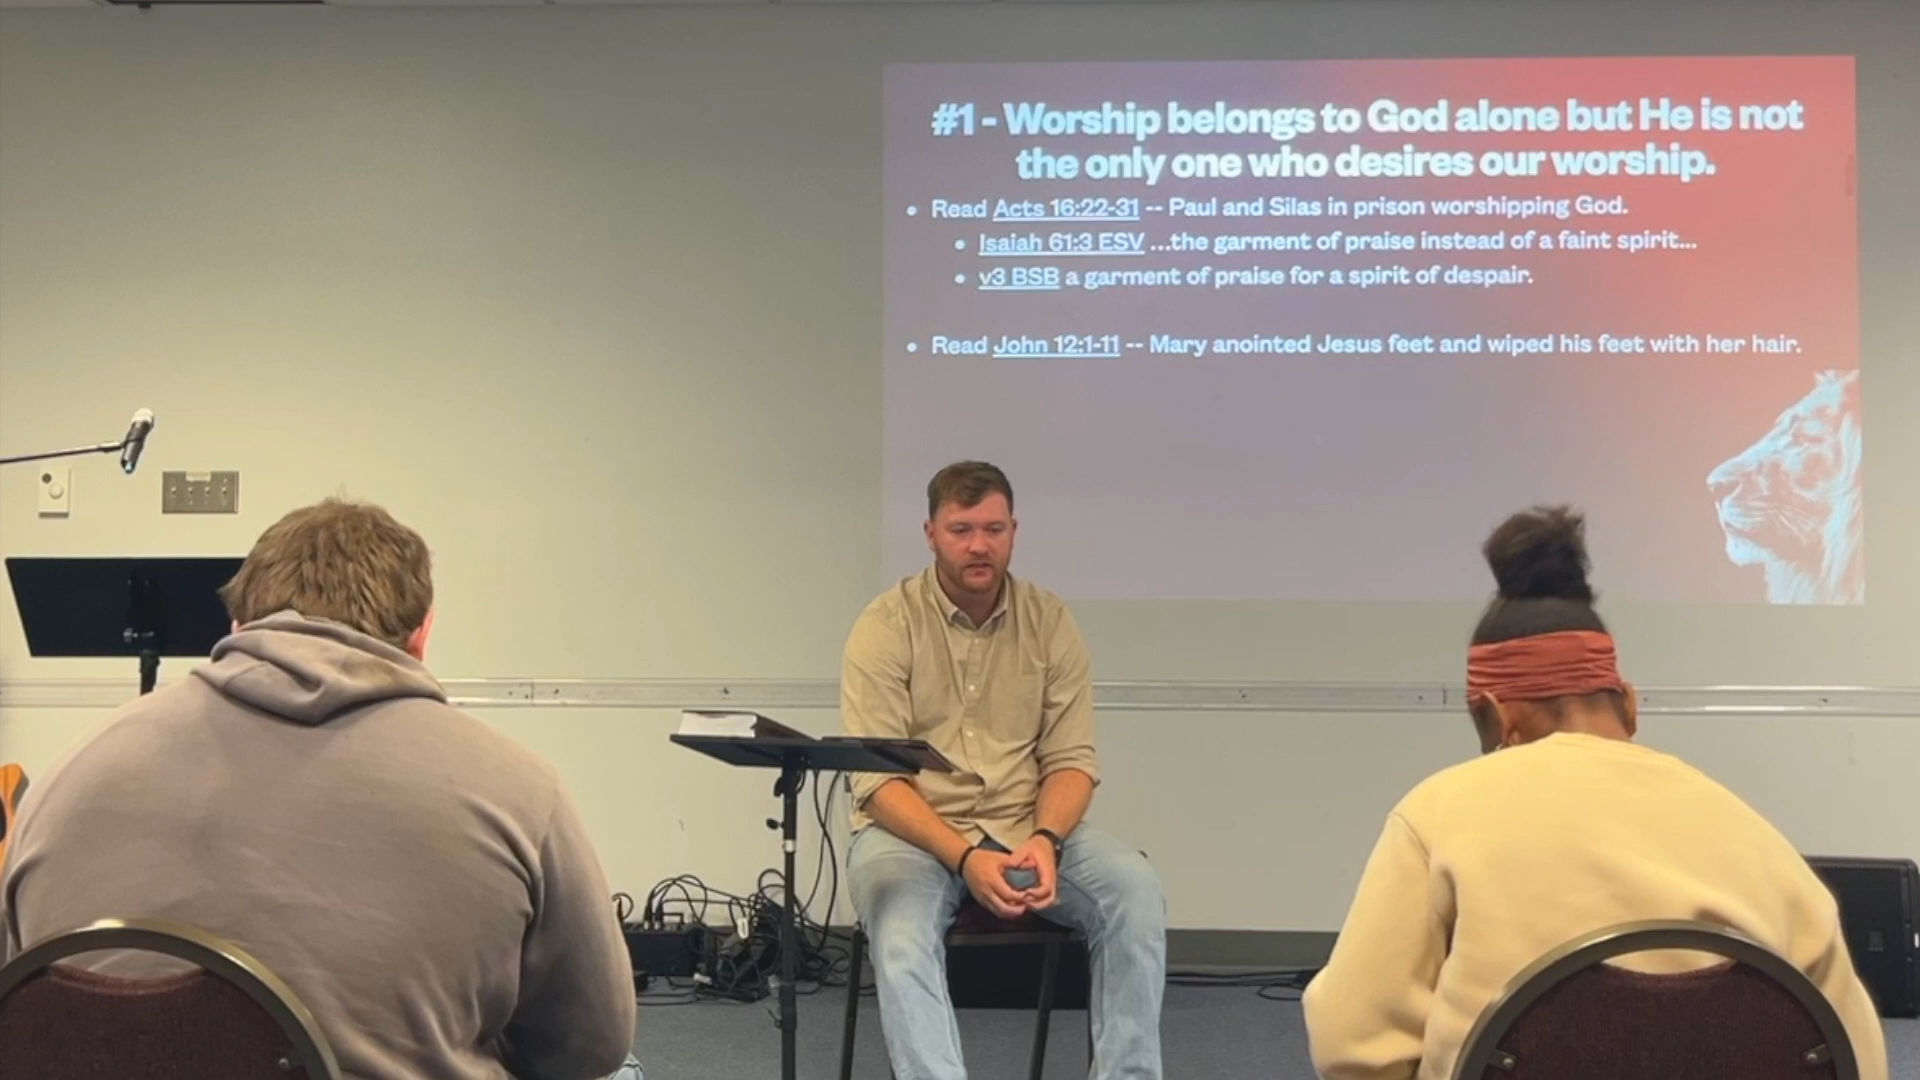 #1 - Worship belongs to God alone but He is not
the only one who desires our worship.
• Read Acts 16:22-31 -- Paul and Silas in prison worshipping God.
• Isaiah 61:3 ESV ...the garment of praise instead of a faint spirit...
• v3 BSB a garment of praise for a spirit of despair.
• Read John 12:1-11 -- Mary anointed Jesus feet and wiped his feet with her hair.